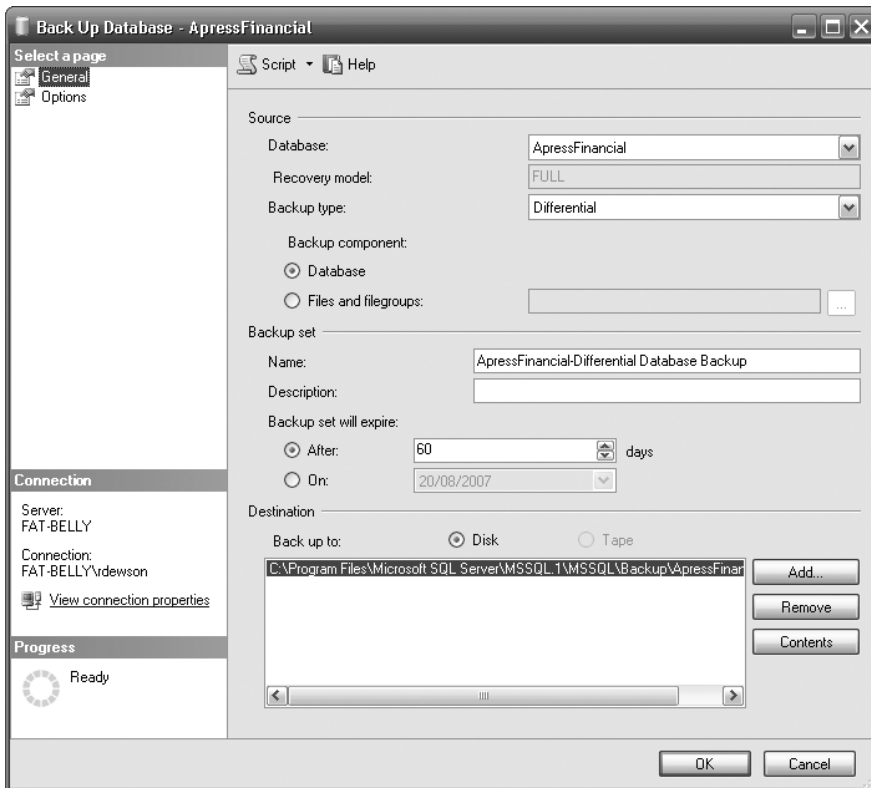 Back Up Database - ApressFinancial
Select a page
General
Options
Script
Help
Source
Database:
ApressFinancial
Recovery model:
FULL
Backup type:
Differential
Backup component:
Database
Files and filegroups:
...
Backup set
Name:
ApressFinancial-Differential Database Backup
Description:
Backup set will expire:
After:
60
days
On:
20/08/2007
Destination
Back up to:
Disk
Tape
C:\Program Files\Microsoft SQL Server\MSSQL.1\MSSQL\Backup\ApressFinan
Add...
Remove
Contents
Connection
Server:
FAT-BELLY
Connection:
FAT-BELLY\rdewson
View connection properties
Progress
Ready
OK
Cancel